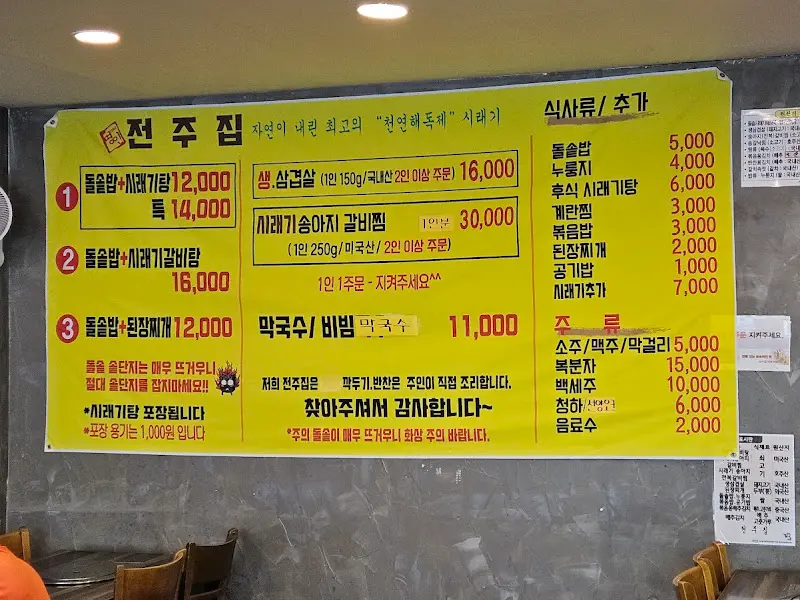 전주집 자연이 내린 최고의 "천연해독제" 시래기
1 돌솥밥+시래기탕 12,000
특 14,000
2 돌솥밥+시래기갈비탕
16,000
3 돌솥밥+된장찌개 12,000
돌솥 솥단지는 매우 뜨거우니
절대 솥단지를 잡지마세요!!
*시래기탕 포장됩니다
*포장 용기는 1,000원 입니다
생.삼겹살 (1인 150g/국내산 2인 이상 주문) 16,000
시래기송아지 갈비찜 1인분 30,000
(1인 250g/미국산/ 2인 이상 주문)
1인 1주문 - 지켜주세요^^
막국수/ 비빔 막국수 11,000
저희 전주집은 깍두기,반찬은 주인이 직접 조리합니다.
찾아주셔서 감사합니다~
*주의 돌솥이 매우 뜨거우니 화상 주의 바랍니다.
식사류/ 추가
돌솥밥 5,000
누룽지 4,000
후식 시래기탕 6,000
계란찜 3,000
볶음밥 3,000
된장찌개 2,000
공기밥 1,000
시래기추가 7,000
주 류
소주/맥주/막걸리 5,000
복분자 15,000
백세주 10,000
청하/선양린 6,000
음료수 2,000
지켜주세요